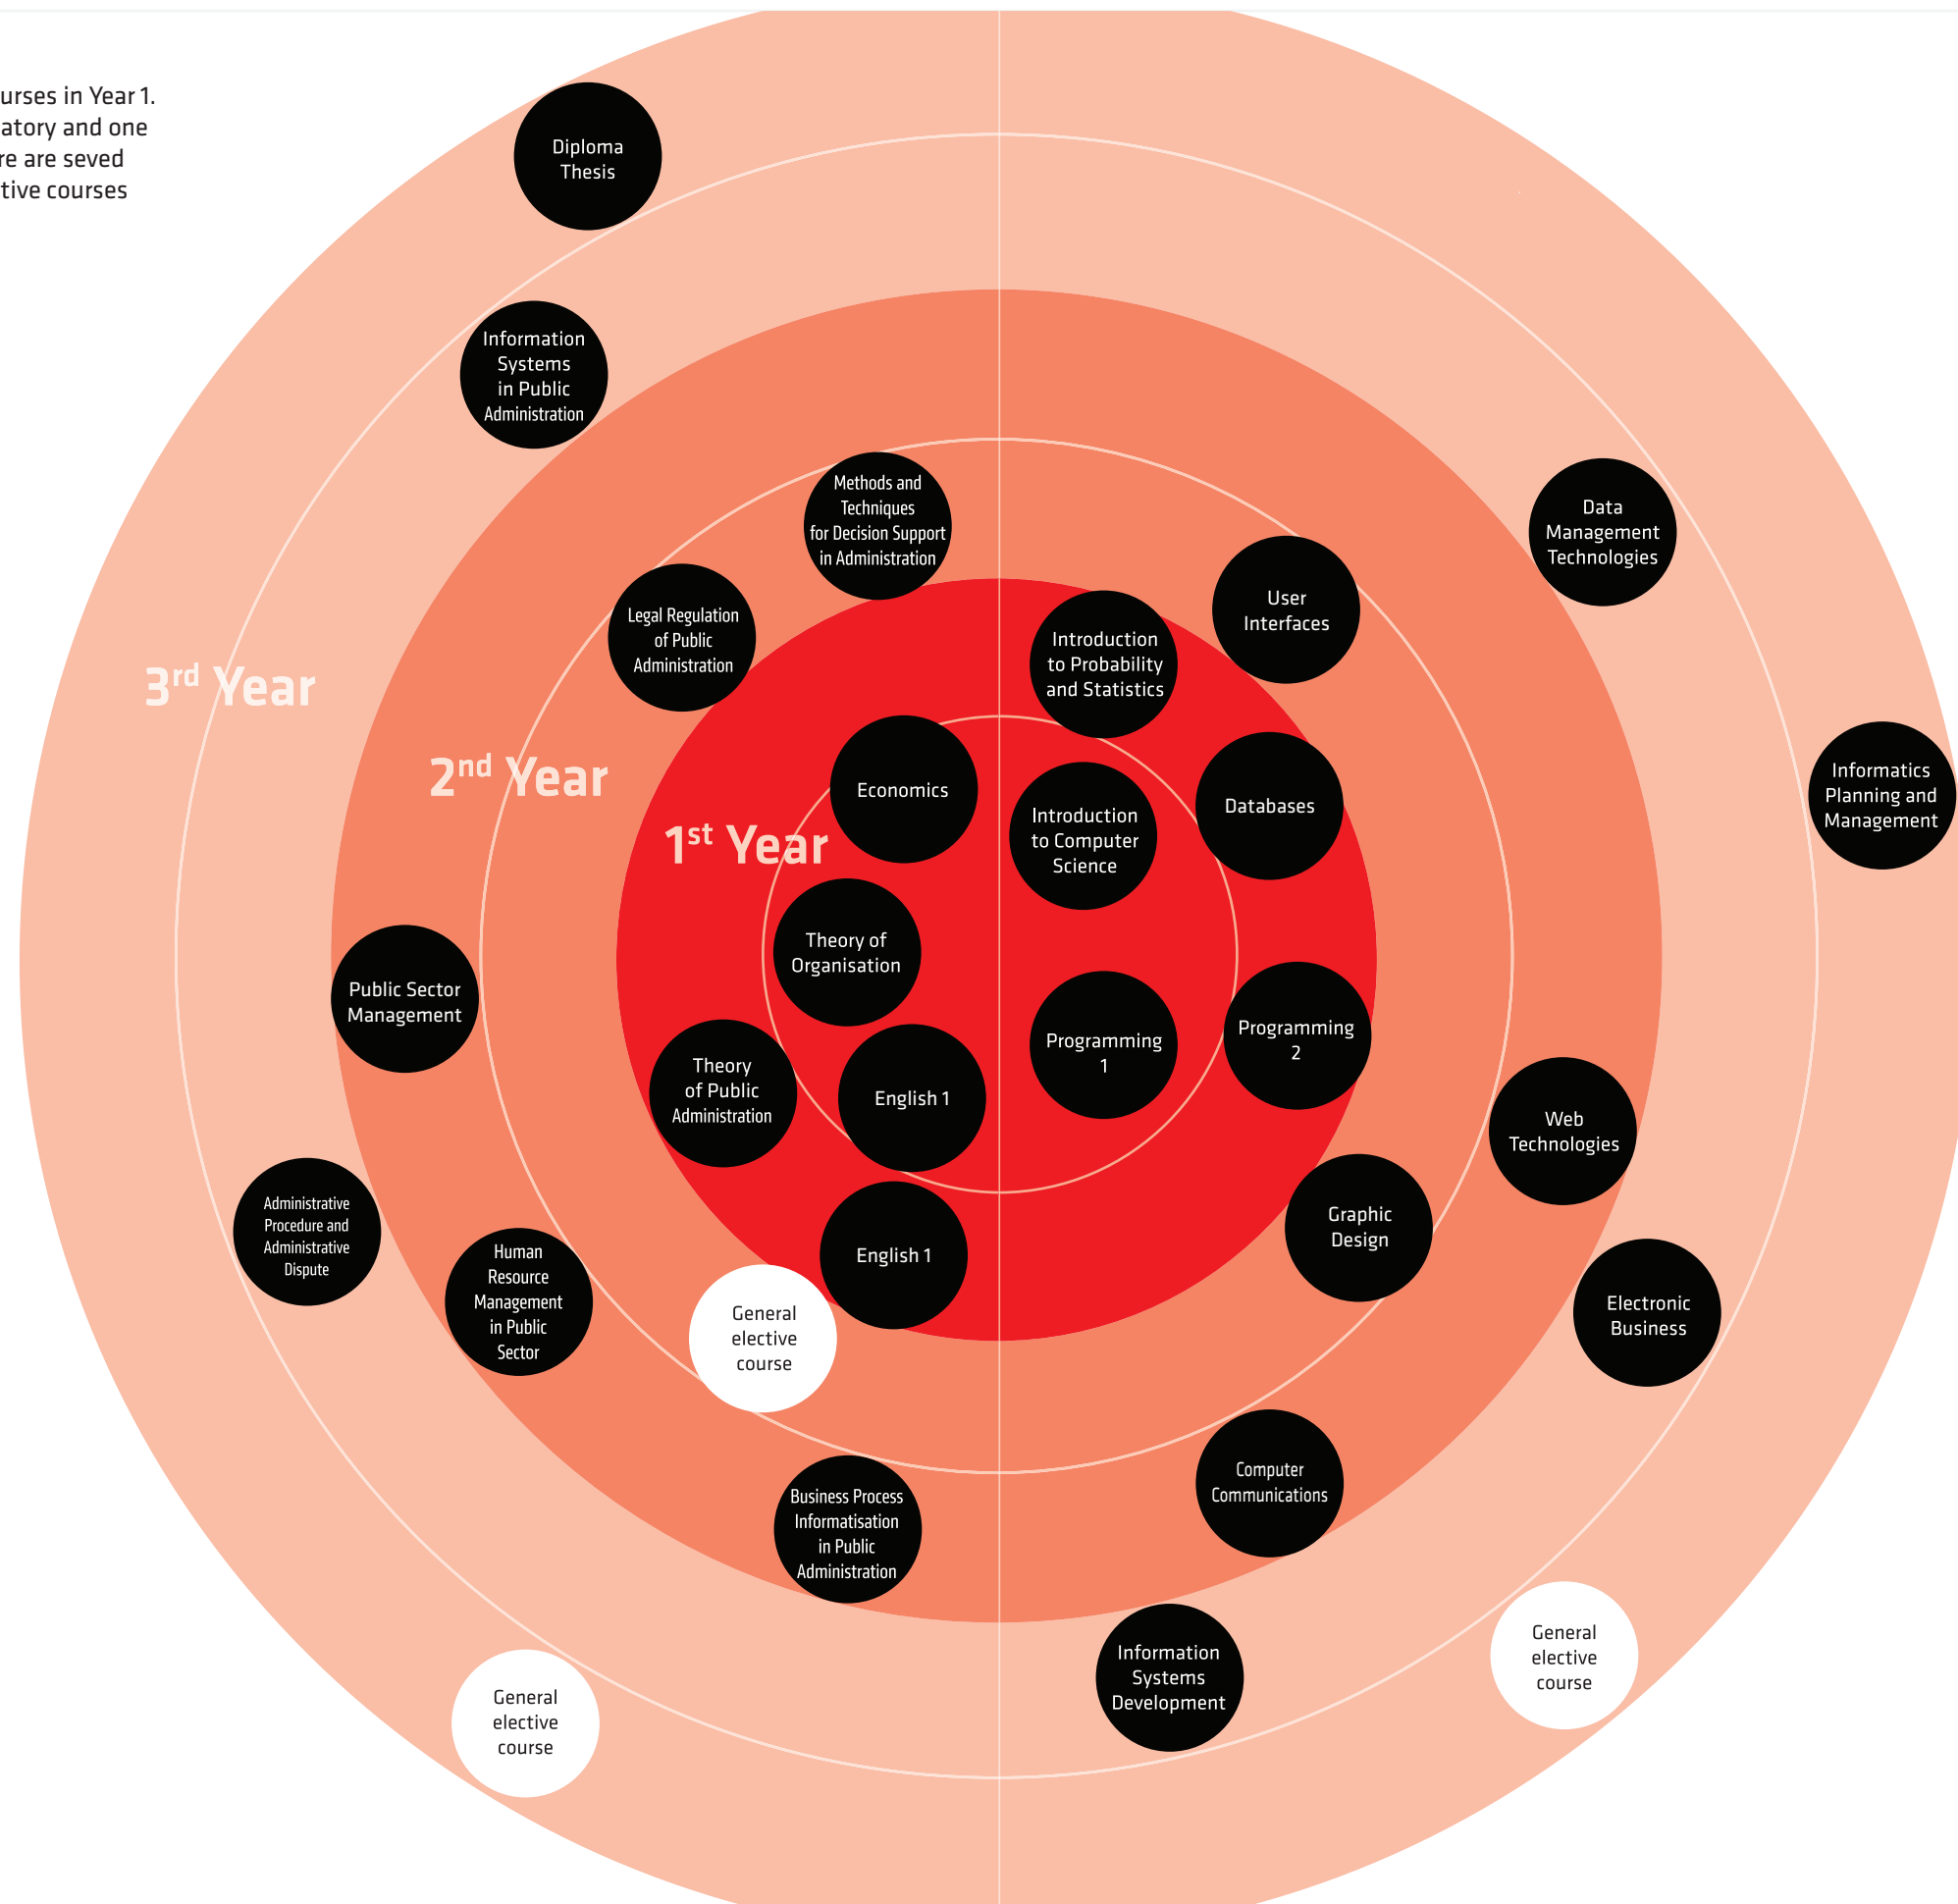 urses in Year 1.
atory and one
re are seved
tive courses
Diploma
Thesis
Information
Systems
in Public
Administration
Methods and
Techniques
for Decision Support
in Administration
Data
Management
Technologies
User
Interfaces
Legal Regulation
of Public
Administration
Introduction
to Probability
and Statistics
3rd Year
2nd Year
1st Year
Economics
Introduction
to Computer
Science
Databases
Informatics
Planning and
Management
Theory of
Organisation
Public Sector
Management
Programming
1
Programming
2
Theory
of Public
Administration
English 1
Web
Technologies
Administrative
Procedure and
Administrative
Dispute
Human
Resource
Management
in Public
Sector
English 1
Graphic
Design
General
elective
course
Electronic
Business
Business Process
Informatisation
in Public
Administration
Computer
Communications
General
elective
course
Information
Systems
Development
General
elective
course